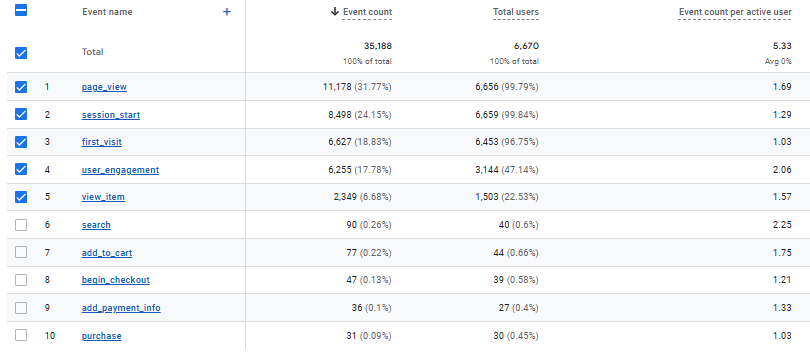 Event name + ↓ Event count Total users Event count per active user
Total 35,188 6,670 5.33
100% of total 100% of total Avg 0%
1 page_view 11,178 (31.77%) 6,656 (99.79%) 1.69
2 session_start 8,498 (24.15%) 6,659 (99.84%) 1.29
3 first_visit 6,627 (18.83%) 6,453 (96.75%) 1.03
4 user_engagement 6,255 (17.78%) 3,144 (47.14%) 2.06
5 view_item 2,349 (6.68%) 1,503 (22.53%) 1.57
6 search 90 (0.26%) 40 (0.6%) 2.25
7 add_to_cart 77 (0.22%) 44 (0.66%) 1.75
8 begin_checkout 47 (0.13%) 39 (0.58%) 1.21
9 add_payment_info 36 (0.1%) 27 (0.4%) 1.33
10 purchase 31 (0.09%) 30 (0.45%) 1.03